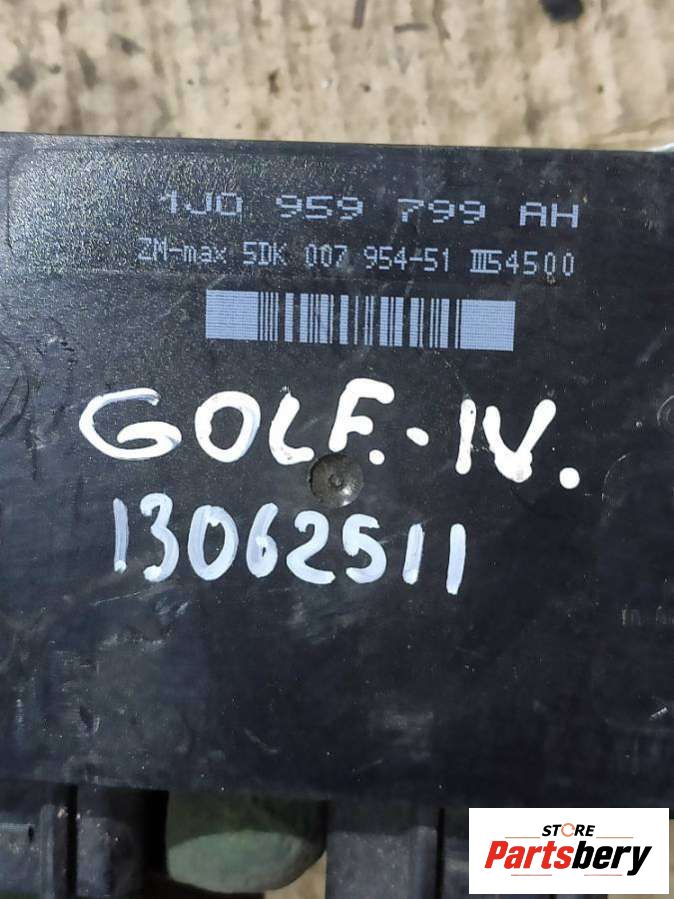 1J0 959 799 AH
ZM-max 5DK 007 954-51 III54500
GOLF.-IV.
13062511
STORE
Partsbery